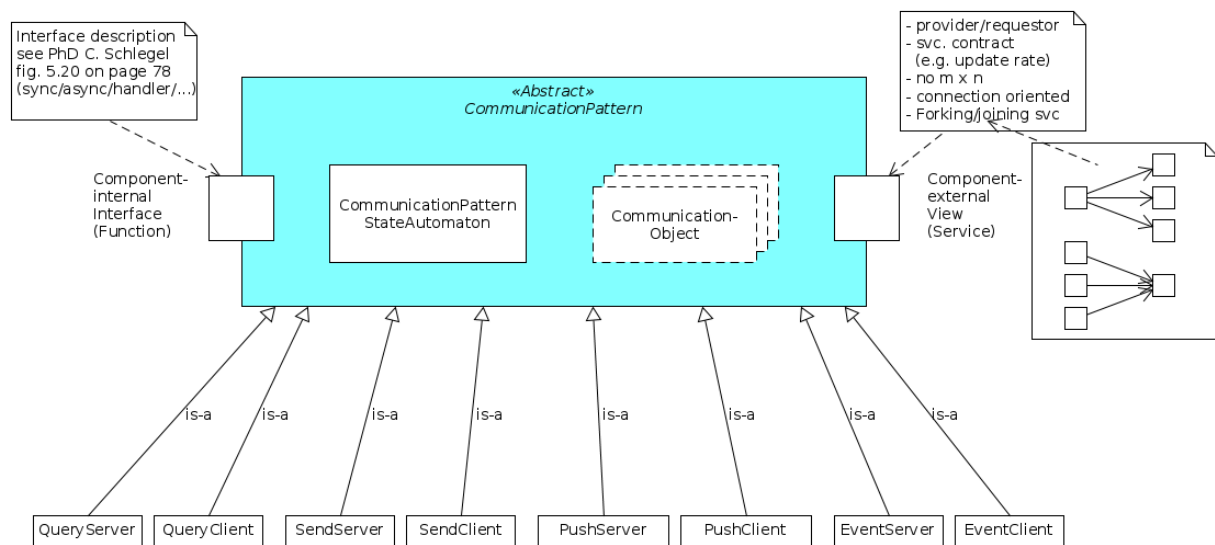 Interface description
see PhD C. Schlegel
fig. 5.20 on page 78
(sync/async/handler/...)
- provider/requestor
- svc. contract
(e.g. update rate)
- no m x n
- connection oriented
- Forking/joining svc
«Abstract»
CommunicationPattern
Component-
internal
Interface
(Function)
CommunicationPattern
StateAutomaton
Communication-
Object
Component-
external
View
(Service)
is-a
is-a
is-a
is-a
is-a
is-a
is-a
is-a
QueryServer
QueryClient
SendServer
SendClient
PushServer
PushClient
EventServer
EventClient